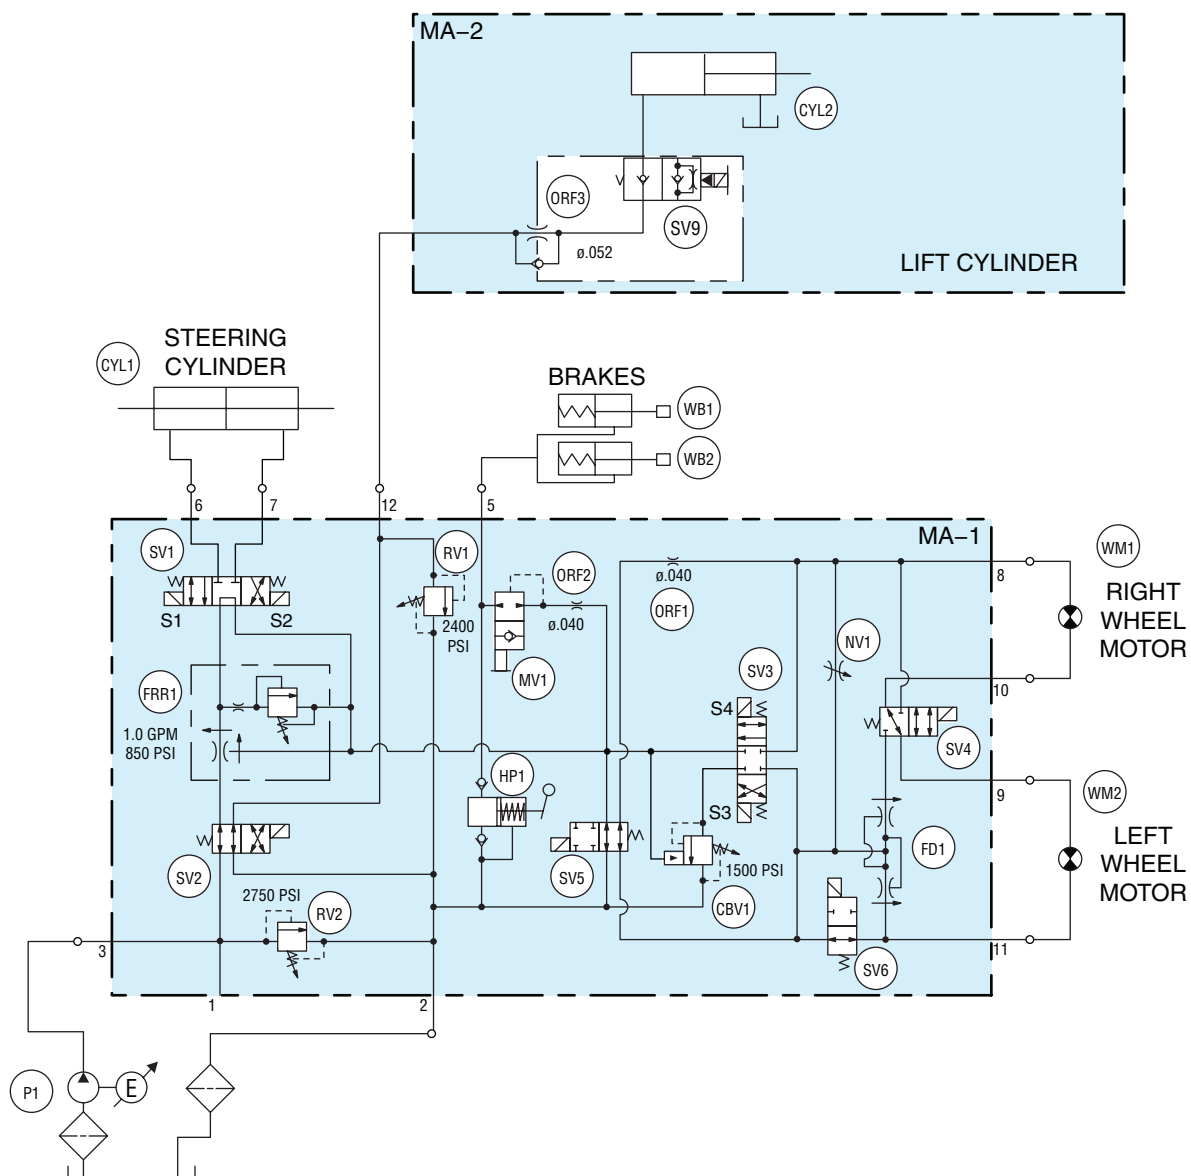 MA–2
CYL2
ORF3
SV9
ø.052
LIFT CYLINDER
STEERING
CYLINDER
CYL1
BRAKES
WB1
WB2
6
7
12
5
MA–1
SV1
RV1
ORF2
ø.040
ORF1
WM1
8
S1
S2
2400
PSI
ø.040
MV1
RIGHT
WHEEL
MOTOR
NV1
SV3
FRR1
S4
10
1.0 GPM
850 PSI
SV4
HP1
S3
9
WM2
SV2
SV5
1500 PSI
FD1
LEFT
WHEEL
MOTOR
2750 PSI
RV2
CBV1
3
SV6
11
1
2
P1
E